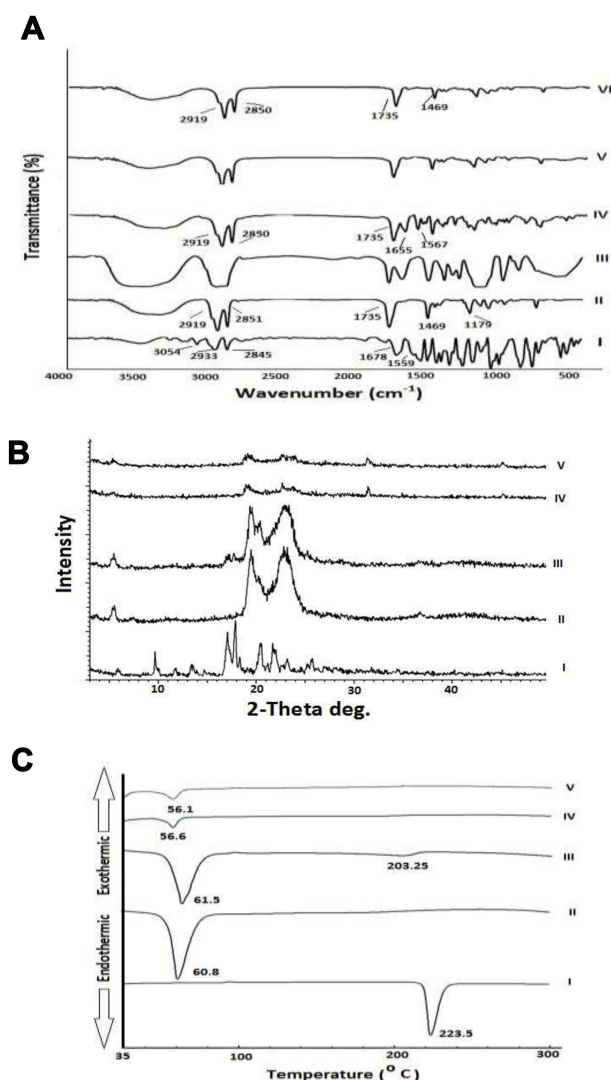 A
Transmittance (%)
VI
2919
2850
1735
1469
V
IV
2919
2850
1735
1655
1567
III
II
2919
2851
1735
1469
1179
I
3054
2933
2845
1678
1559
4000 3500 3000 2500 2000 1500 1000 500
Wavenumber (cm⁻¹)
B
Intensity
V
IV
III
II
I
10 20 30 40
2-Theta deg.
C
Exothermic
Endothermic
V
56.1
IV
56.6
III
203.25
61.5
II
60.8
I
223.5
35 100 200 300
Temperature (° C)